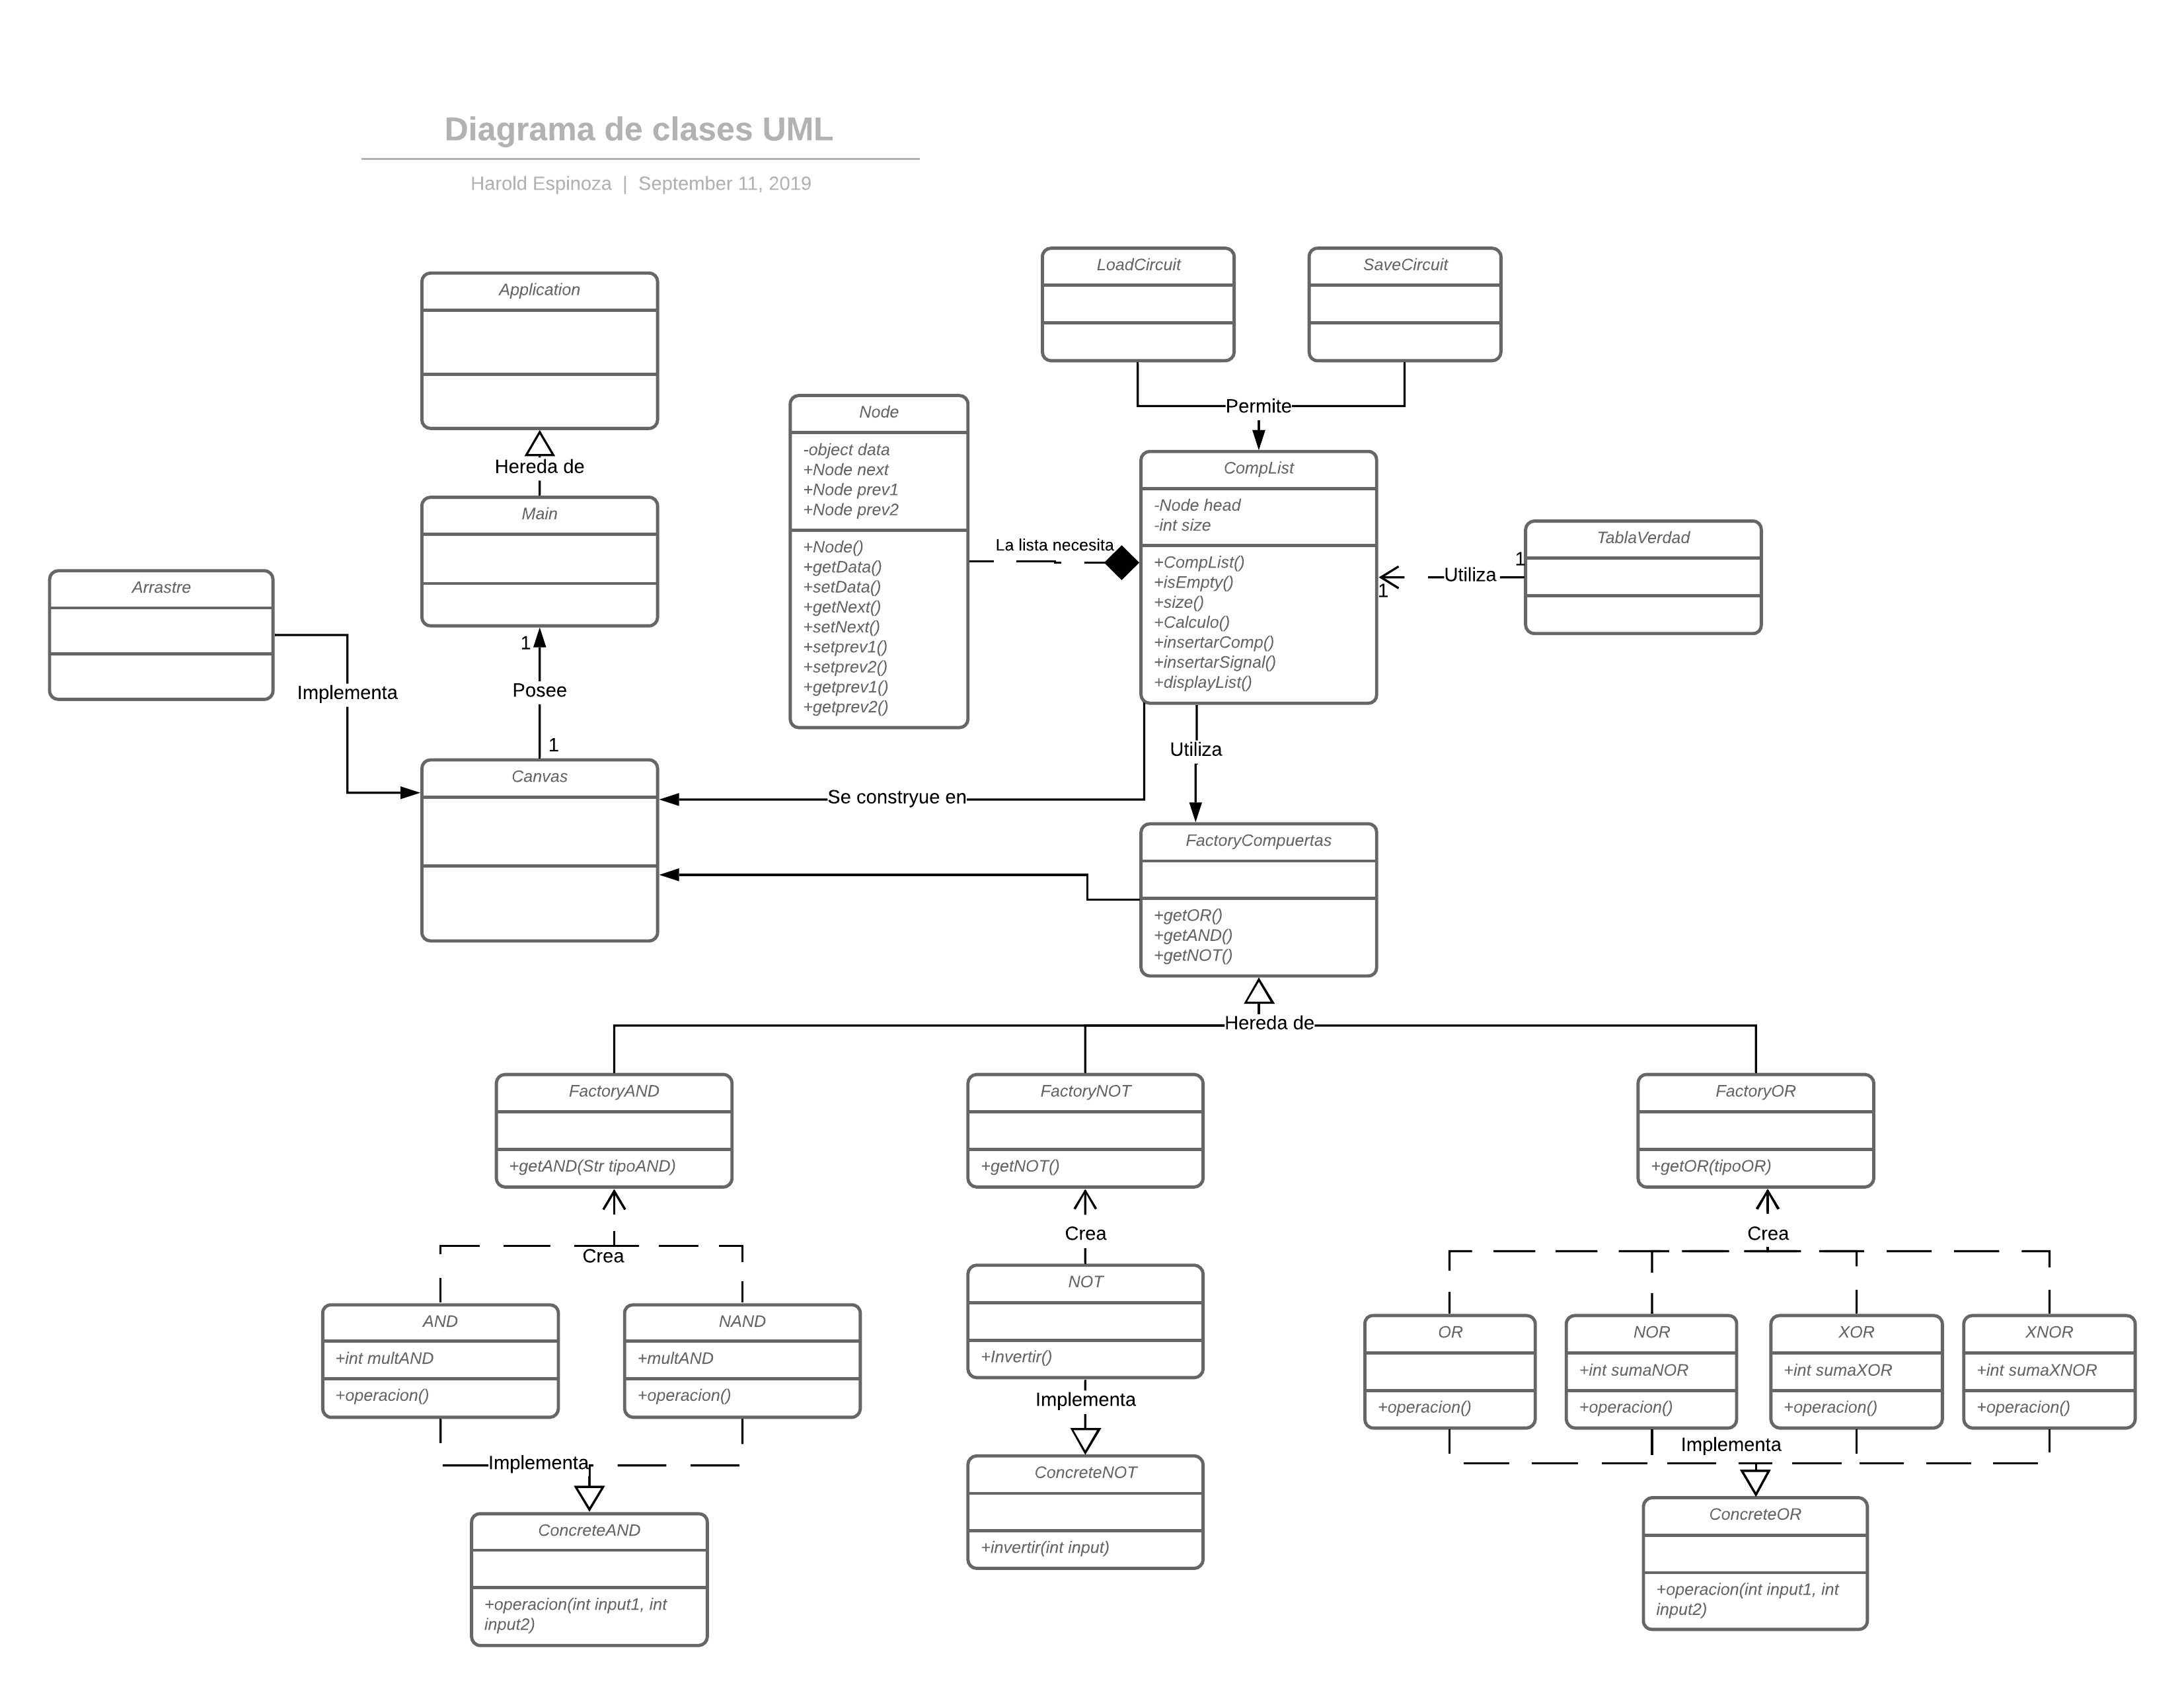 Diagrama de clases UML
Harold Espinoza | September 11, 2019
LoadCircuit
SaveCircuit
Application
Permite
Node
-object data
+Node next
+Node prev1
+Node prev2
+Node()
+getData()
+setData()
+getNext()
+setNext()
+setprev1()
+setprev2()
+getprev1()
+getprev2()
Hereda de
Main
La lista necesita
CompList
-Node head
-int size
+CompList()
+isEmpty()
+size()
+Calculo()
+insertarComp()
+insertarSignal()
+displayList()
1
Utiliza
1
TablaVerdad
Arrastre
Implementa
1
Posee
1
Canvas
Utiliza
Se constryue en
FactoryCompuertas
+getOR()
+getAND()
+getNOT()
Hereda de
FactoryAND
+getAND(Str tipoAND)
FactoryNOT
+getNOT()
FactoryOR
+getOR(tipoOR)
Crea
Crea
Crea
AND
+int multAND
+operacion()
NAND
+multAND
+operacion()
NOT
+Invertir()
OR
+operacion()
NOR
+int sumaNOR
+operacion()
XOR
+int sumaXOR
+operacion()
XNOR
+int sumaXNOR
+operacion()
Implementa
Implementa
Implementa
ConcreteAND
+operacion(int input1, int
input2)
ConcreteNOT
+invertir(int input)
ConcreteOR
+operacion(int input1, int
input2)